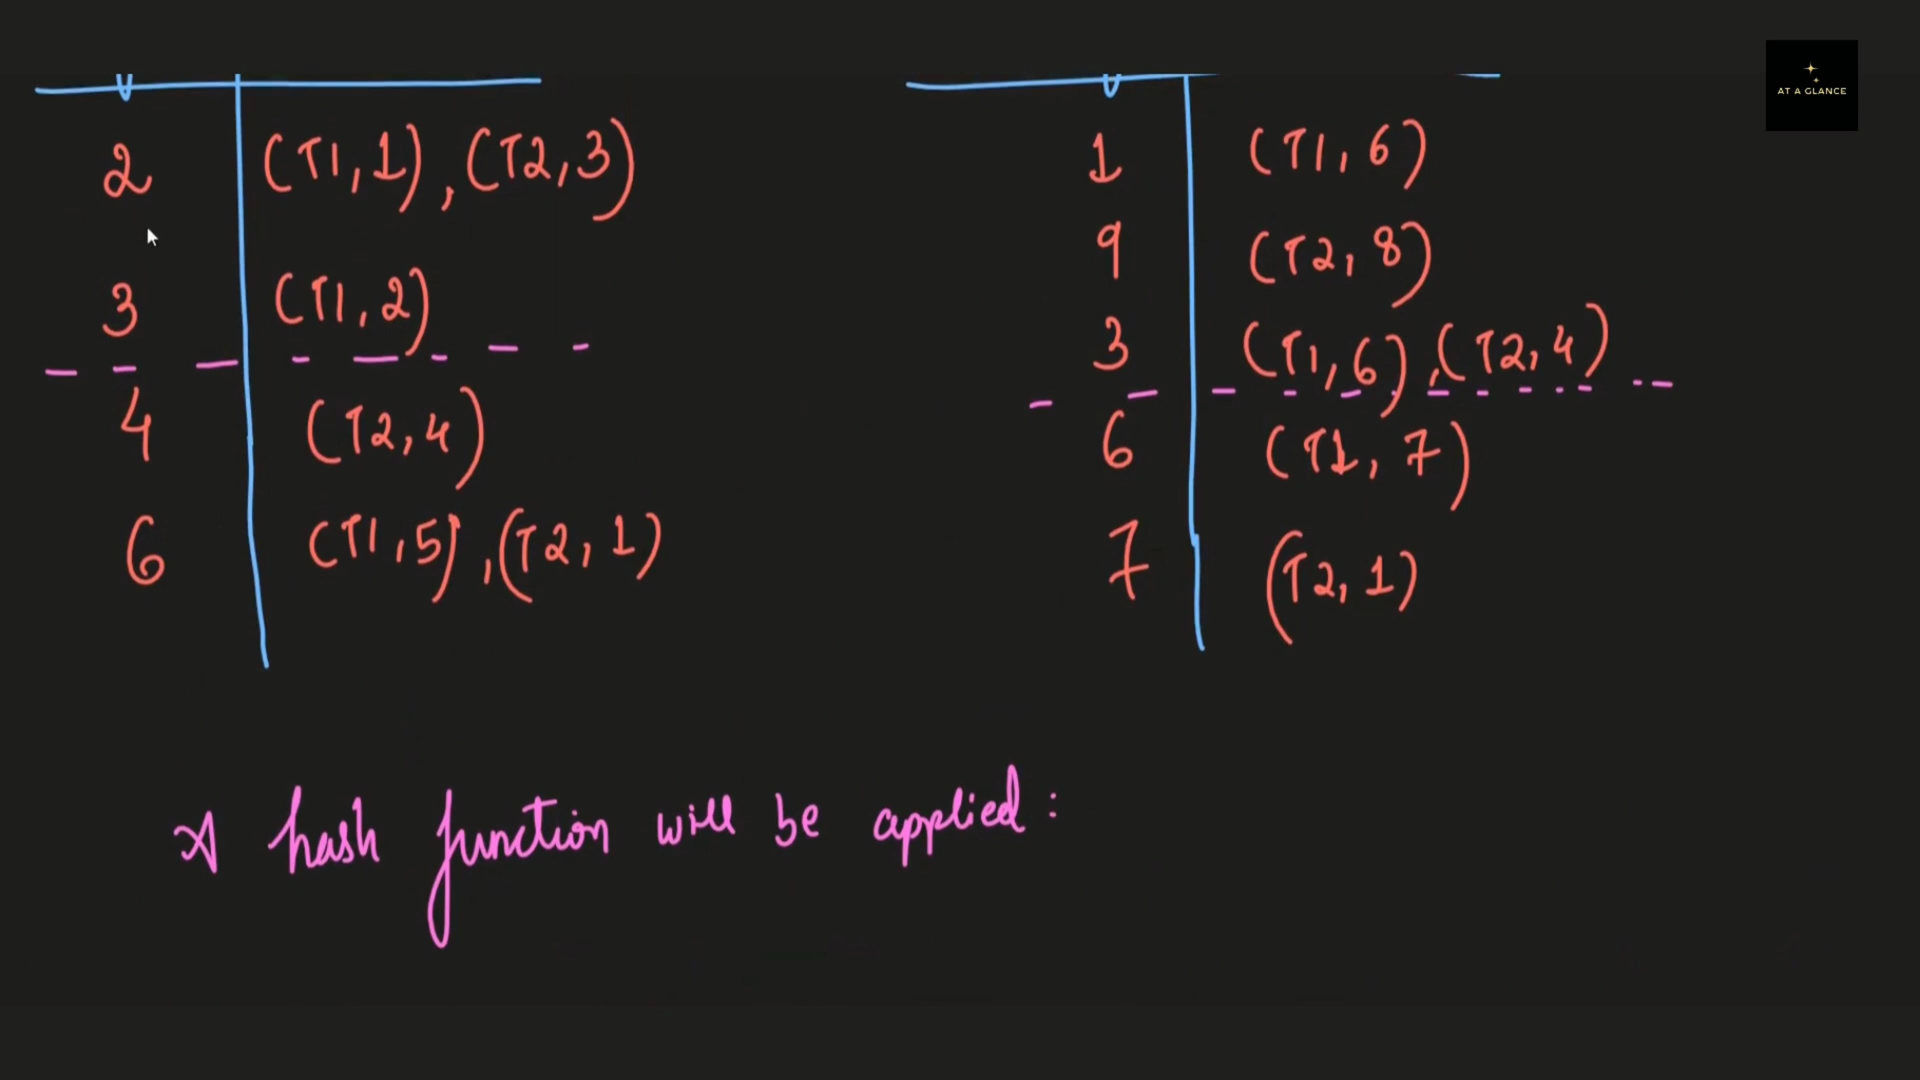 2 (T1, 1), (T2, 3)
3 (T1, 2)
4 (T2, 4)
6 (T1, 5), (T2, 1)
1 (T1, 6)
9 (T2, 8)
3 (T1, 6), (T2, 4)
6 (T1, 7)
7 (T2, 1)
A hash function will be applied :
AT A GLANCE